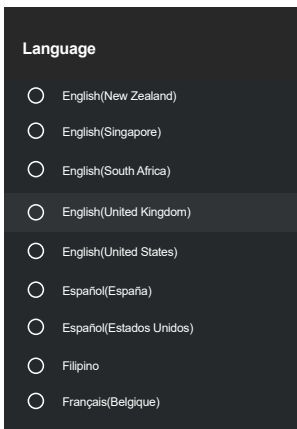 Language
English(New Zealand)
English(Singapore)
English(South Africa)
English(United Kingdom)
English(United States)
Español(España)
Español(Estados Unidos)
Filipino
Français(Belgique)